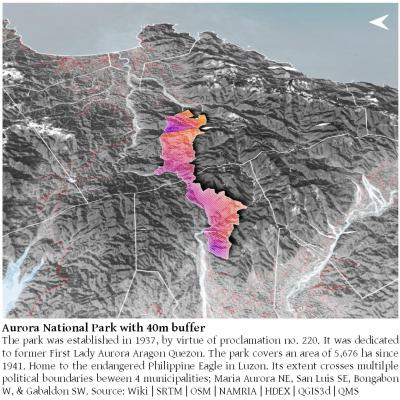 Aurora National Park with 40m buffer
The park was established in 1937, by virtue of proclamation no. 220. It was dedicated
to former First Lady Aurora Aragon Quezon. The park covers an area of 5,676 ha since
1941. Home to the endangered Philippine Eagle in Luzon. Its extent crosses multilple
political boundaries beween 4 municipalities; Maria Aurora NE, San Luis SE, Bongabon
W, & Gabaldon SW. Source: Wiki | SRTM | OSM | NAMRIA | HDEX | QGIS3d | QMS